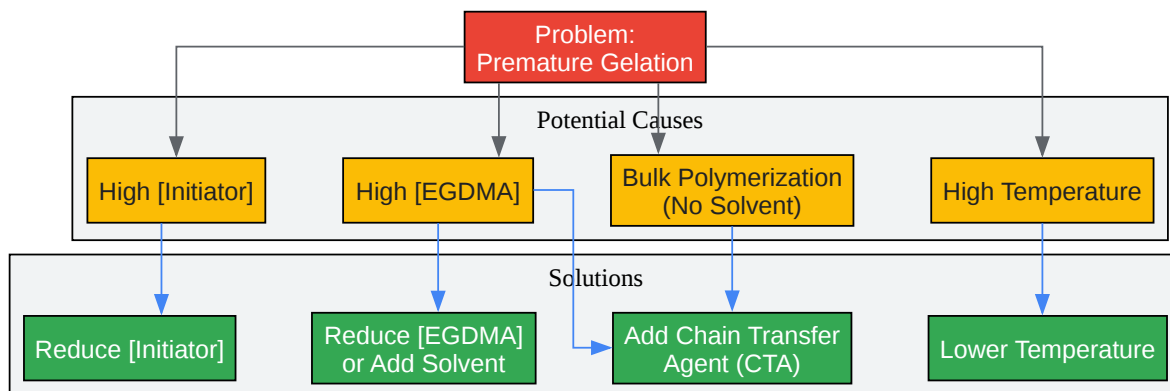 Problem:
Premature Gelation
Potential Causes
High [Initiator]
High [EGDMA]
Bulk Polymerization
(No Solvent)
High Temperature
Solutions
Reduce [Initiator]
Reduce [EGDMA]
or Add Solvent
Add Chain Transfer
Agent (CTA)
Lower Temperature